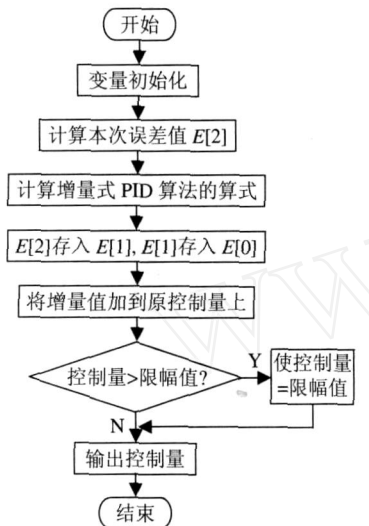 开始
变量初始化
计算本次误差值 E[2]
计算增量式 PID 算法的算式
E[2]存入 E[1], E[1]存入 E[0]
将增量值加到原控制量上
控制量>限幅值?
Y
使控制量
=限幅值
N
输出控制量
结束